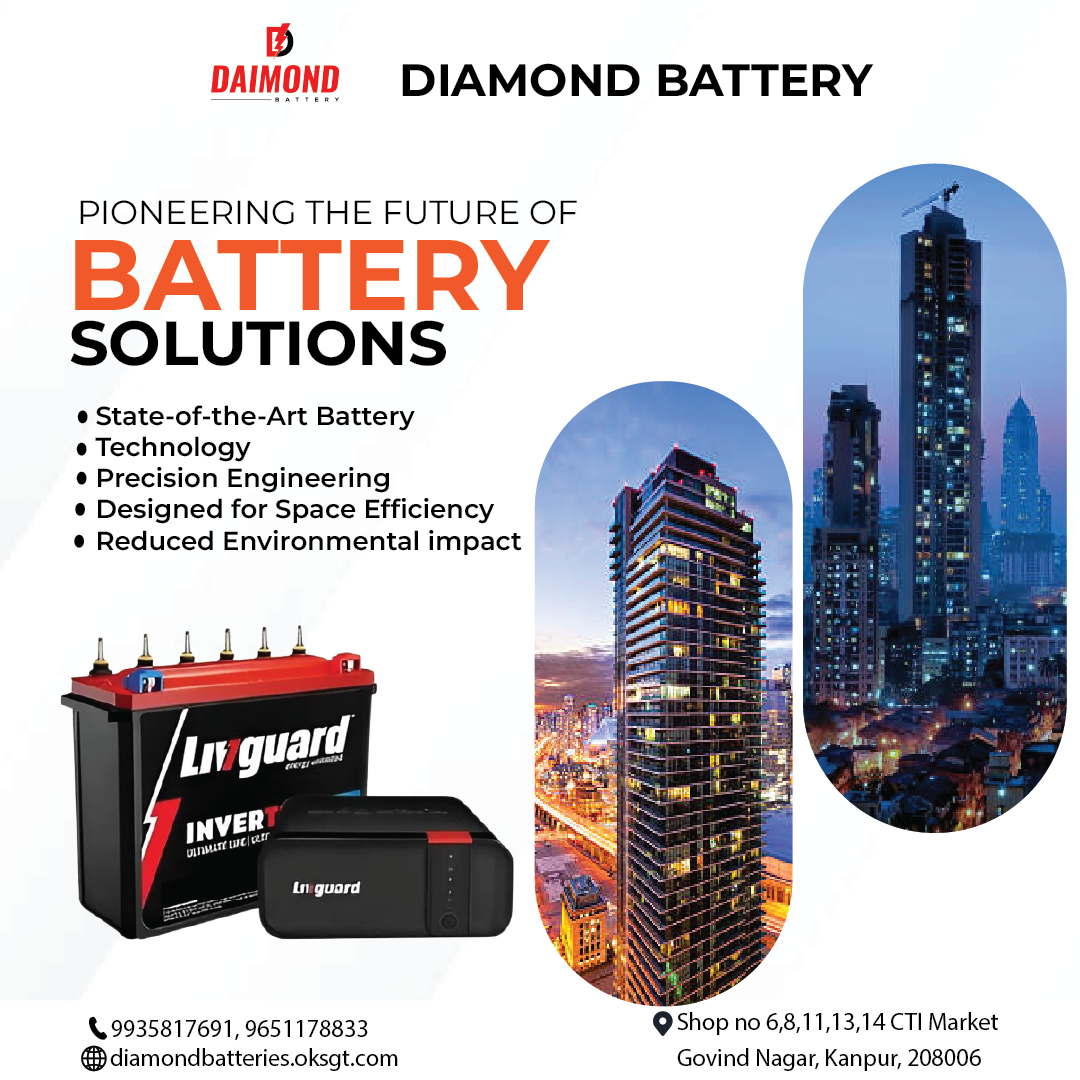 DAIMOND
BATTERY
DIAMOND BATTERY
PIONEERING THE FUTURE OF
BATTERY
SOLUTIONS
• State-of-the-Art Battery
• Technology
• Precision Engineering
• Designed for Space Efficiency
• Reduced Environmental impact
Livguard
energy unlimited
INVERT
Livguard
9935817691, 9651178833
diamondbatteries.oksgt.com
Shop no 6,8,11,13,14 CTI Market
Govind Nagar, Kanpur, 208006